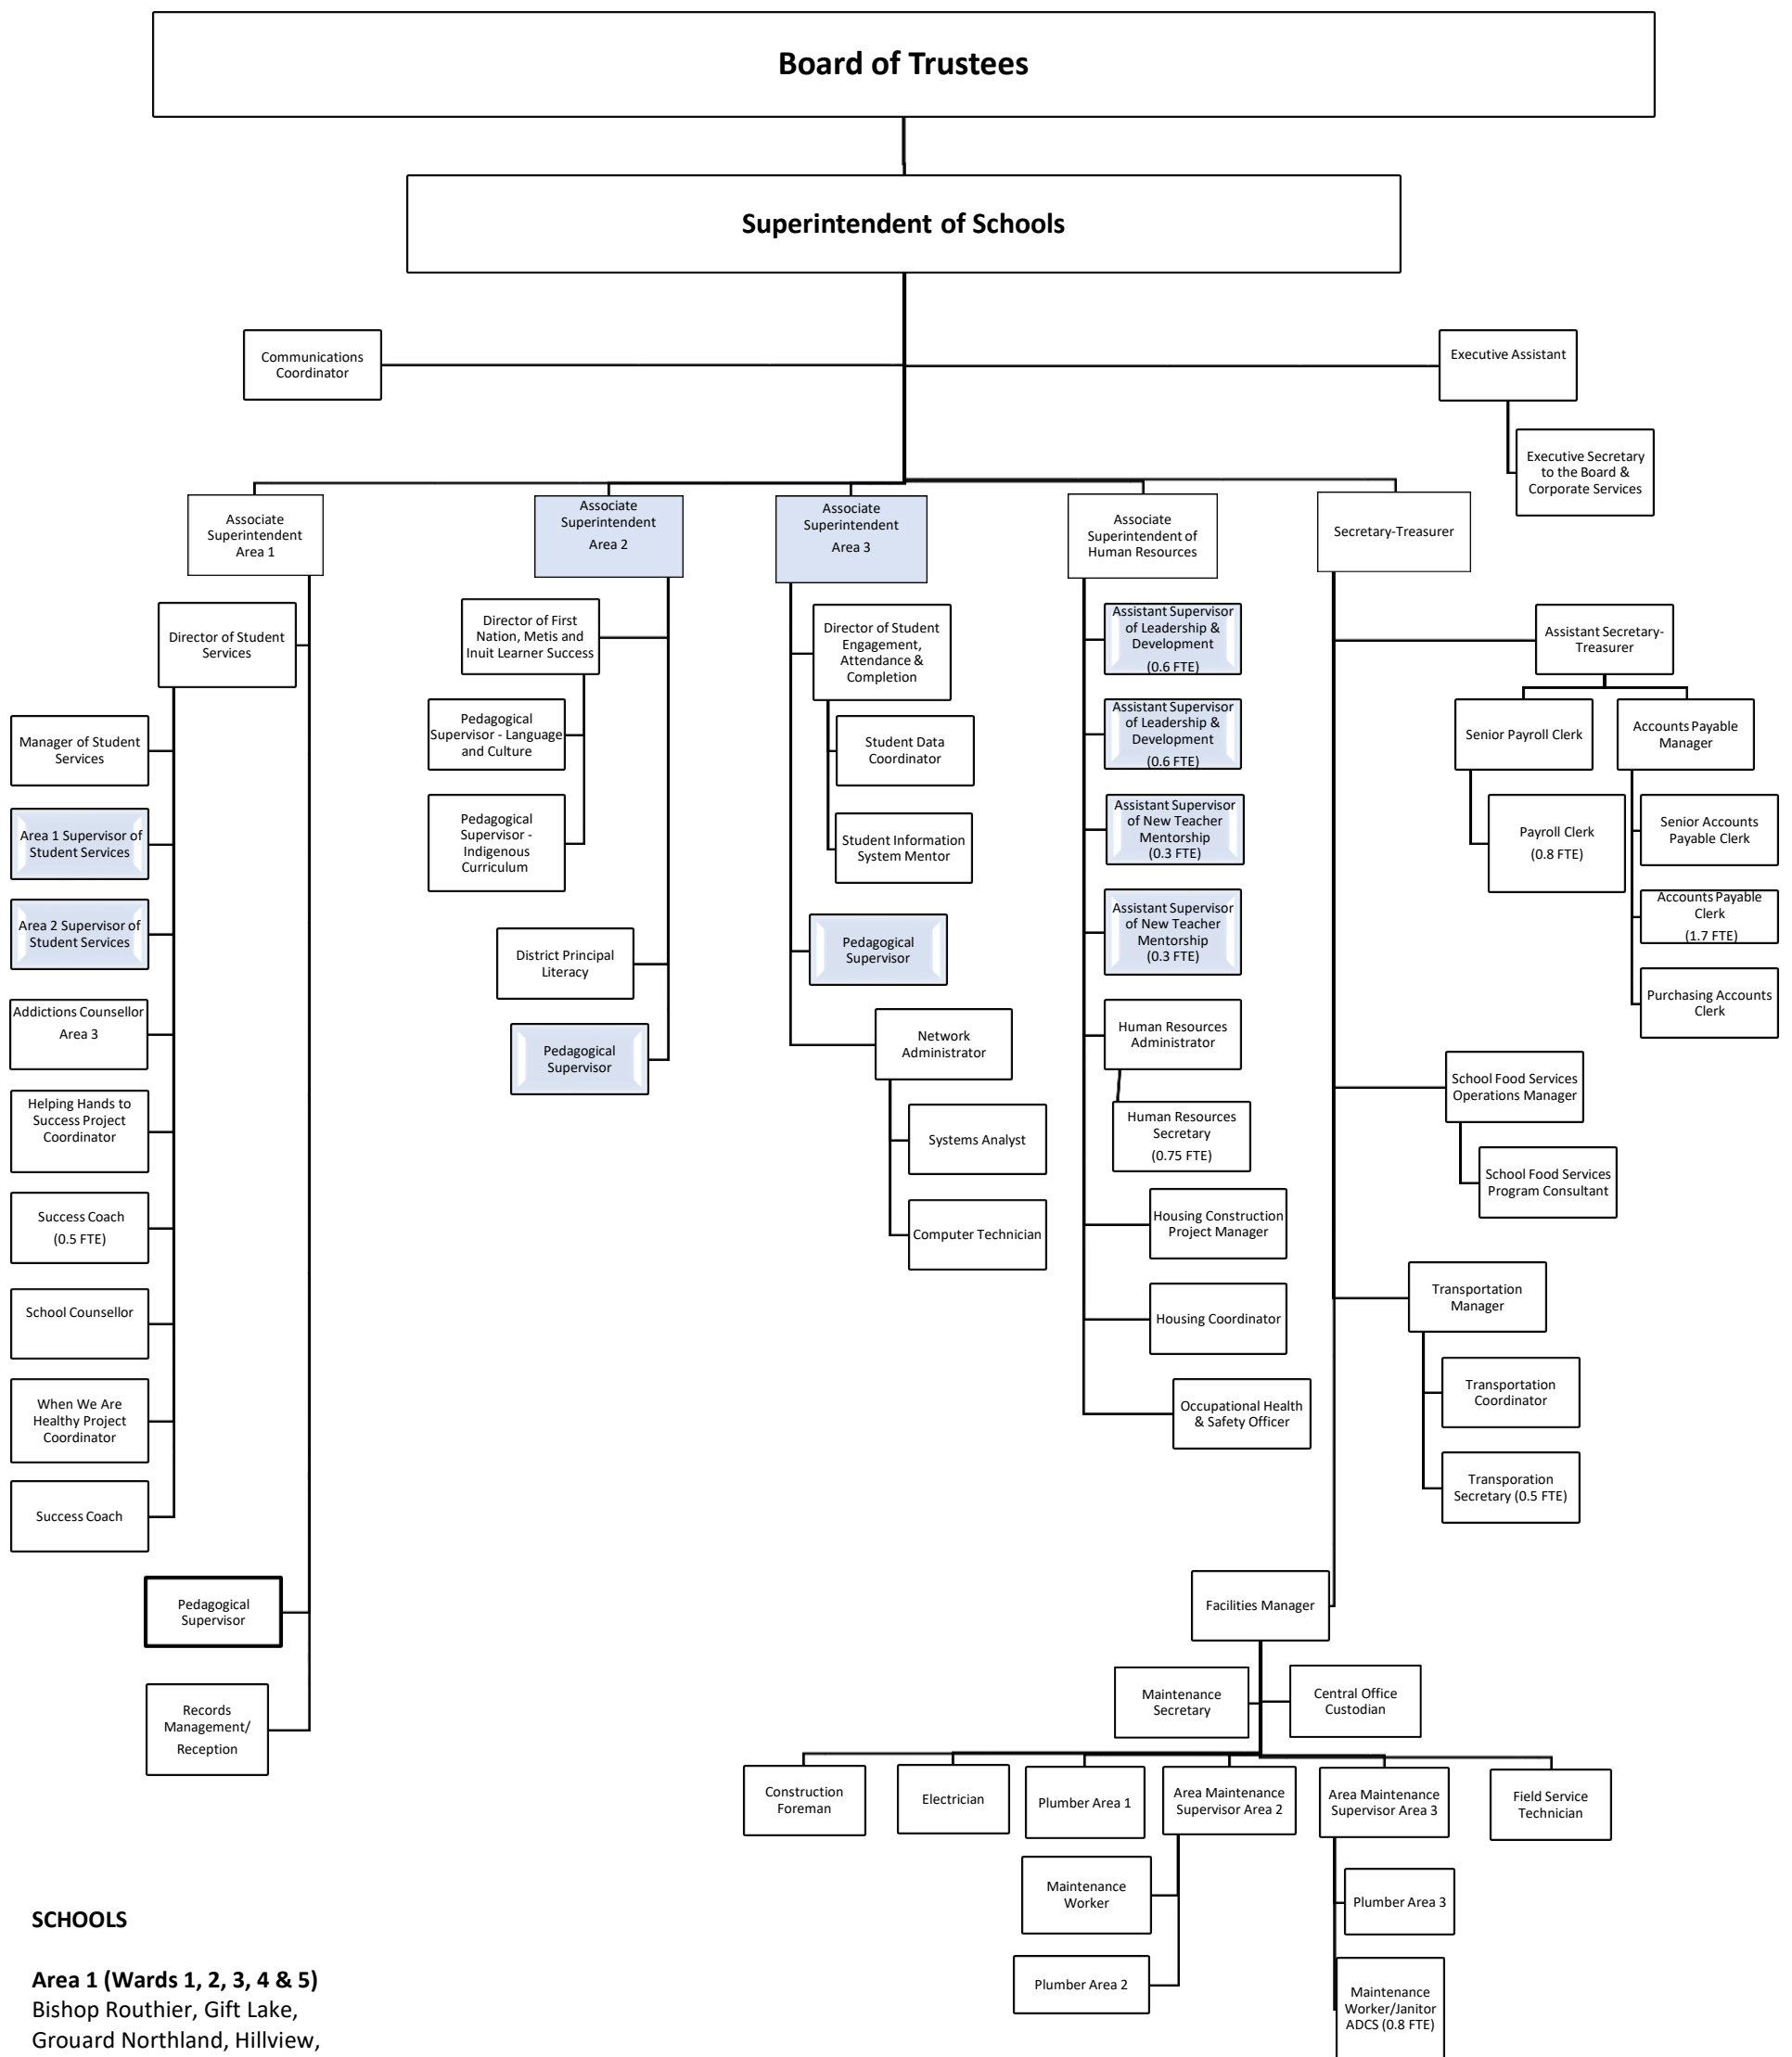 Board of Trustees
Superintendent of Schools
Communications
Coordinator
Executive Assistant
Executive Secretary
to the Board &
Corporate Services
Associate
Superintendent
Area 1
Associate
Superintendent
Area 2
Associate
Superintendent
Area 3
Associate
Superintendent of
Human Resources
Secretary-Treasurer
Director of Student
Services
Manager of Student
Services
Area 1 Supervisor of
Student Services
Area 2 Supervisor of
Student Services
Addictions Counsellor
Area 3
Helping Hands to
Success Project
Coordinator
Success Coach
(0.5 FTE)
School Counsellor
When We Are
Healthy Project
Coordinator
Success Coach
Pedagogical
Supervisor
Records
Management/
Reception
Director of First
Nation, Metis and
Inuit Learner Success
Pedagogical
Supervisor - Language
and Culture
Pedagogical
Supervisor -
Indigenous
Curriculum
District Principal
Literacy
Pedagogical
Supervisor
Director of Student
Engagement,
Attendance &
Completion
Student Data
Coordinator
Student Information
System Mentor
Pedagogical
Supervisor
Network
Administrator
Systems Analyst
Computer Technician
Assistant Supervisor
of Leadership &
Development
(0.6 FTE)
Assistant Supervisor
of Leadership &
Development
(0.6 FTE)
Assistant Supervisor
of New Teacher
Mentorship
(0.3 FTE)
Assistant Supervisor
of New Teacher
Mentorship
(0.3 FTE)
Human Resources
Administrator
Human Resources
Secretary
(0.75 FTE)
Housing Construction
Project Manager
Housing Coordinator
Occupational Health
& Safety Officer
Assistant Secretary-
Treasurer
Senior Payroll Clerk
Payroll Clerk
(0.8 FTE)
Accounts Payable
Manager
Senior Accounts
Payable Clerk
Accounts Payable
Clerk
(1.7 FTE)
Purchasing Accounts
Clerk
School Food Services
Operations Manager
School Food Services
Program Consultant
Transportation
Manager
Transportation
Coordinator
Transporation
Secretary (0.5 FTE)
Facilities Manager
Maintenance
Secretary
Central Office
Custodian
Construction
Foreman
Electrician
Plumber Area 1
Area Maintenance
Supervisor Area 2
Area Maintenance
Supervisor Area 3
Field Service
Technician
Maintenance
Worker
Plumber Area 2
Plumber Area 3
Maintenance
Worker/Janitor
ADCS (0.8 FTE)
SCHOOLS
Area 1 (Wards 1, 2, 3, 4 & 5)
Bishop Routhier, Gift Lake,
Grouard Northland, Hillview,